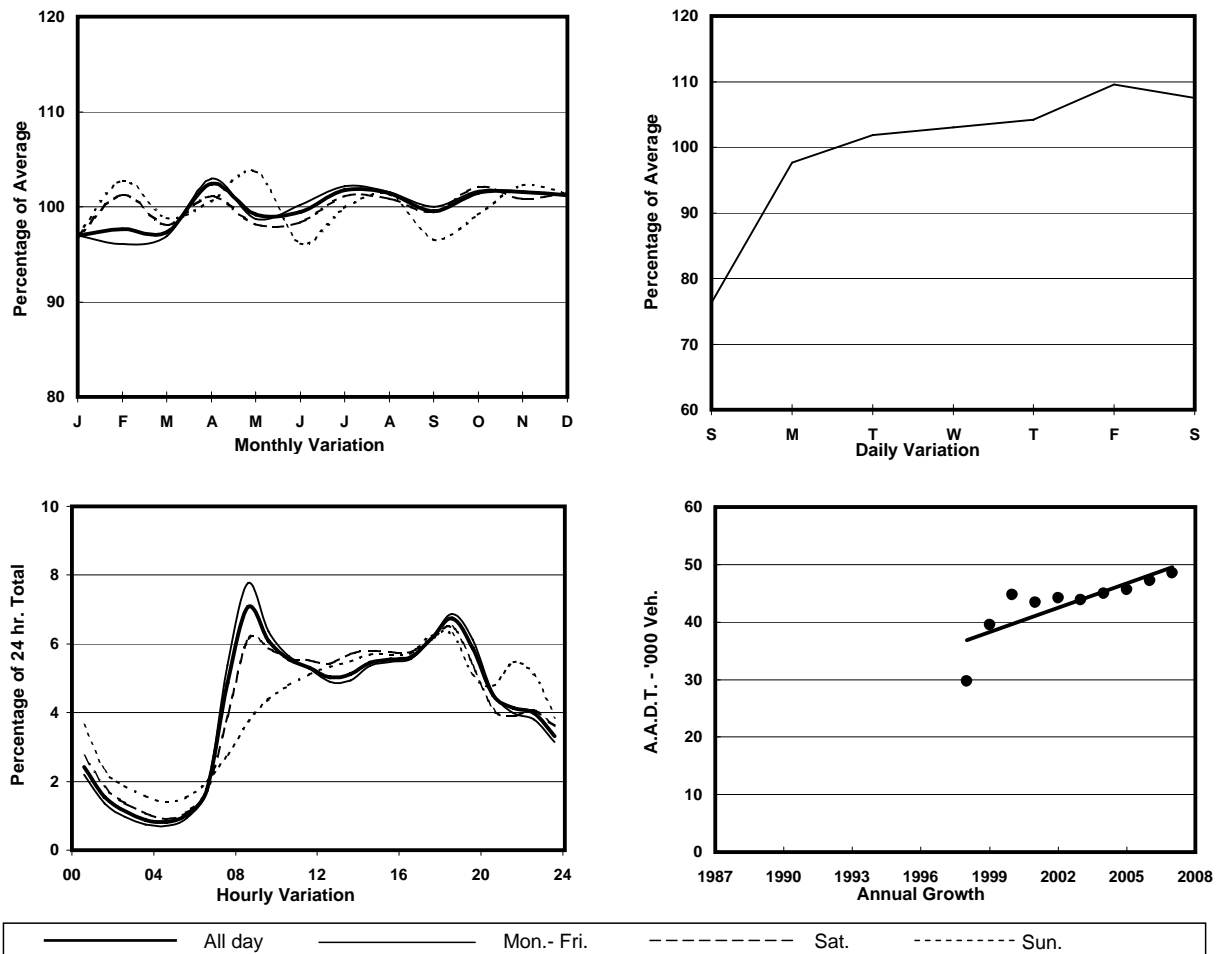 120
110
100
90
80
Percentage of Average
J F M A M J J A S O N D
Monthly Variation
120
110
100
90
80
70
60
Percentage of Average
S M T W T F S
Daily Variation
10
8
6
4
2
0
Percentage of 24 hr. Total
00 04 08 12 16 20 24
Hourly Variation
60
50
40
30
20
10
0
A.A.D.T. - '000 Veh.
1987 1990 1993 1996 1999 2002 2005 2008
Annual Growth
All day Mon.- Fri. Sat. Sun.